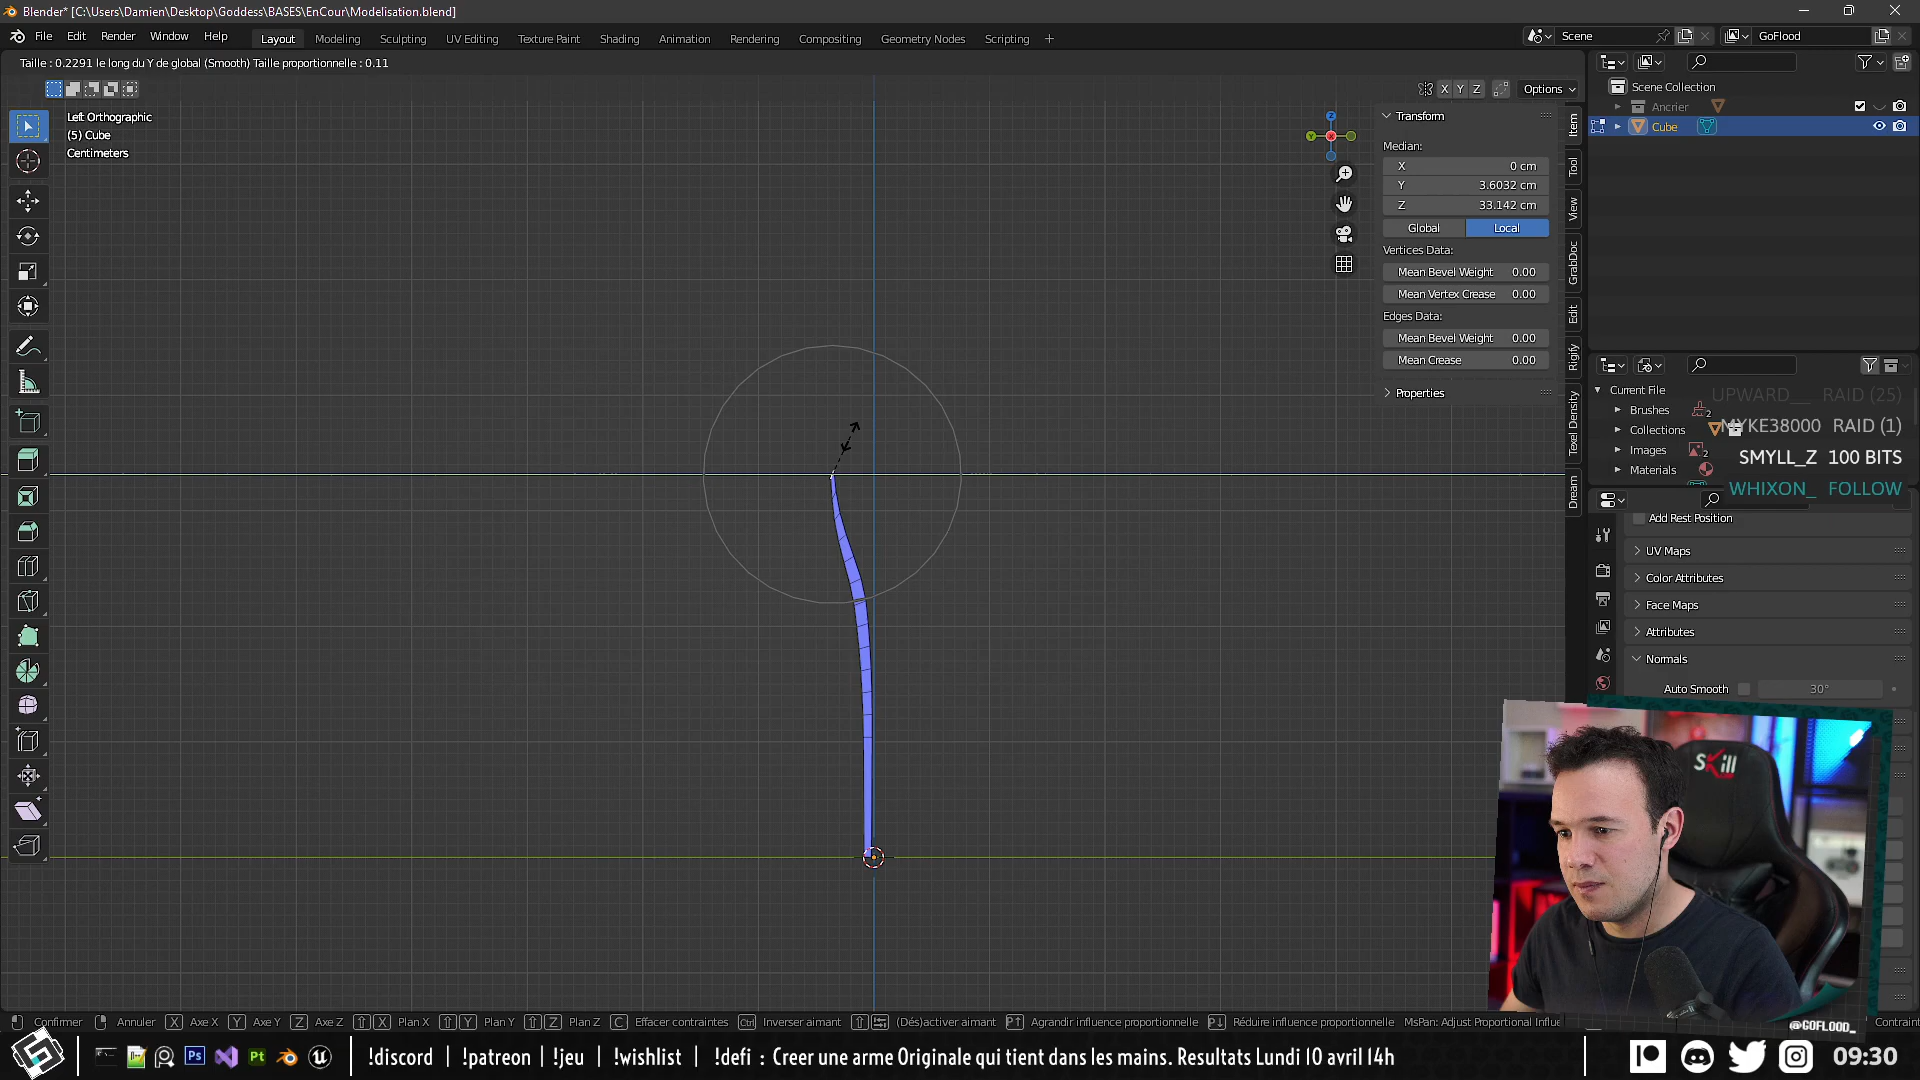 Blender* [C:\Users\Damien\Desktop\Goddess\BASES\EnCour\Modelisation.blend]
File Edit Render Window Help Layout Modeling Sculpting UV Editing Texture Paint Shading Animation Rendering Compositing Geometry Nodes Scripting Scene GoFlood
Taille : 0.2291 le long du Y de global (Smooth) Taille proportionnelle : 0.11
X Y Z Options
Left Orthographic
(5) Cube
Centimeters
Transform
Median:
X 0 cm
Y 3.6032 cm
Z 33.142 cm
Global Local
Vertices Data:
Mean Bevel Weight 0.00
Mean Vertex Crease 0.00
Edges Data:
Mean Bevel Weight 0.00
Mean Crease 0.00
Properties
Item
Tool
View
GrabDoc
Edit
Rigify
Texel Density
Dream
Scene Collection
Ancrier
Cube
Current File
Brushes 2
Collections
Images 2
Materials
UPWARD__ RAID (25)
MYKE38000 RAID (1)
SMYLL_Z 100 BITS
WHIXON_ FOLLOW
Add Rest Position
UV Maps
Color Attributes
Face Maps
Attributes
Normals
Auto Smooth 30°
SKill
@GOFLOOD_
Confirmer Annuler X Axe X Y Axe Y Z Axe Z X Plan X Y Plan Y Z Plan Z C Effacer contraintes Ctrl Inverser aimant (Dés)activer aimant Agrandir influence proportionnelle Réduire influence proportionnelle MsPan: Adjust Proportional Influe Contraint
!discord | !patreon | !jeu | !wishlist | !defi : Creer une arme Originale qui tient dans les mains. Resultats Lundi 10 avril 14h
09:30